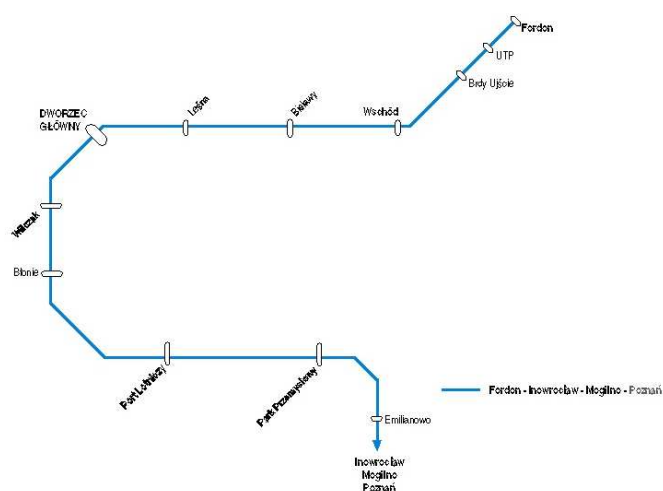 Fordon
UTP
Brdy Ujście
Wschód
Bielawy
Leśna
DWORZEC
GŁÓWNY
Wilczak
Błonie
Port Lotniczy
Park Przemysłowy
Emilianowo
Inowrocław
Mogilno
Poznań
Fordon - Inowrocław - Mogilno - Poznań